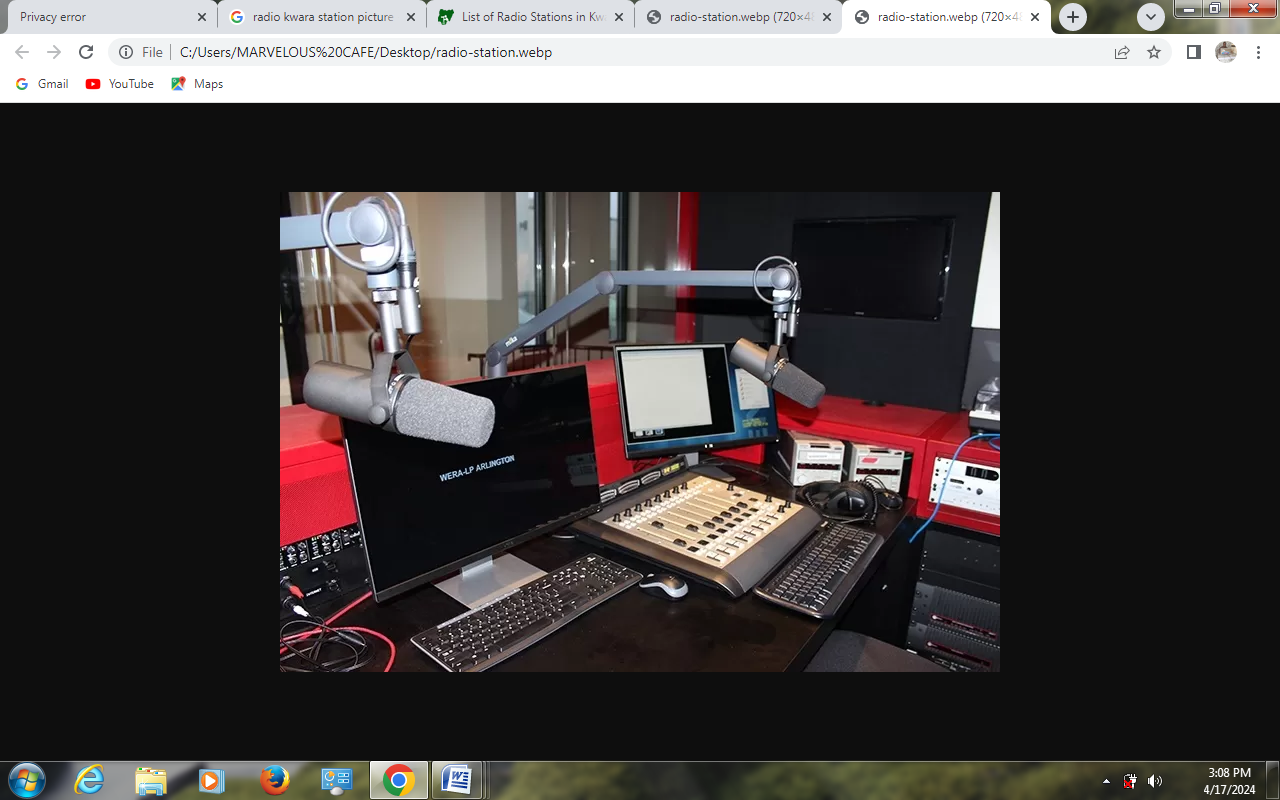 Privacy error
radio kwara station picture
List of Radio Stations in Kw
radio-station.webp (720×4
radio-station.webp (720×4
File
C:/Users/MARVELOUS%20CAFE/Desktop/radio-station.webp
Gmail
YouTube
Maps
mika
WERA-LP ARLINGTON
3:08 PM
4/17/2024